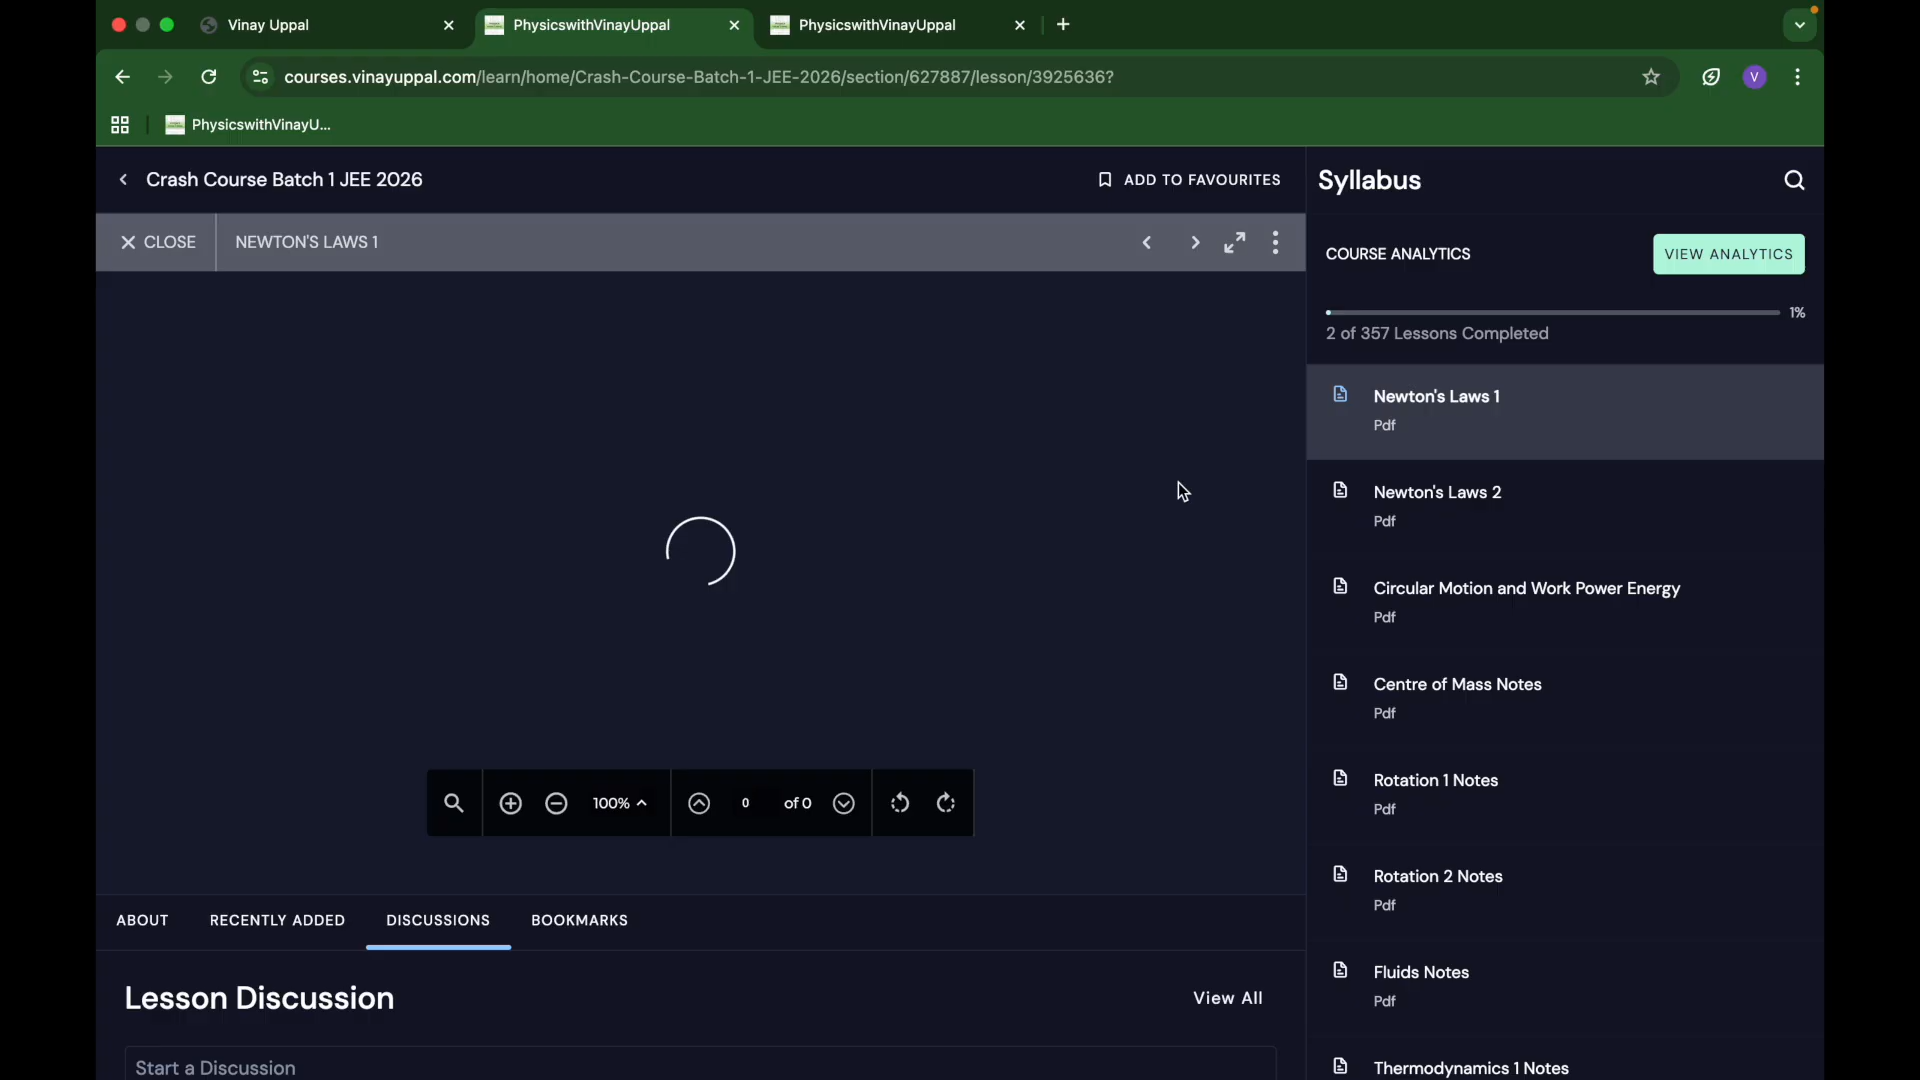 Vinay Uppal
PhysicswithVinayUppal
PhysicswithVinayUppal
courses.vinayuppal.com/learn/home/Crash-Course-Batch-1-JEE-2026/section/627887/lesson/3925636?
V
PhysicswithVinayU...
Crash Course Batch 1 JEE 2026
ADD TO FAVOURITES
CLOSE
NEWTON'S LAWS 1
100%
0
of 0
ABOUT
RECENTLY ADDED
DISCUSSIONS
BOOKMARKS
Lesson Discussion
View All
Start a Discussion
Syllabus
COURSE ANALYTICS
VIEW ANALYTICS
1%
2 of 357 Lessons Completed
Newton's Laws 1
Pdf
Newton's Laws 2
Pdf
Circular Motion and Work Power Energy
Pdf
Centre of Mass Notes
Pdf
Rotation 1 Notes
Pdf
Rotation 2 Notes
Pdf
Fluids Notes
Pdf
Thermodynamics 1 Notes